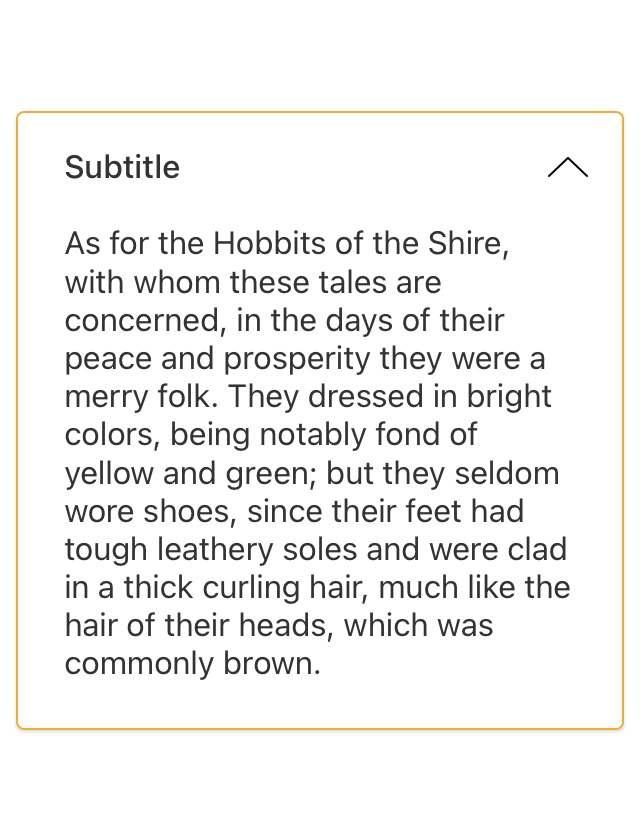 Subtitle
As for the Hobbits of the Shire,
with whom these tales are
concerned, in the days of their
peace and prosperity they were a
merry folk. They dressed in bright
colors, being notably fond of
yellow and green; but they seldom
wore shoes, since their feet had
tough leathery soles and were clad
in a thick curling hair, much like the
hair of their heads, which was
commonly brown.